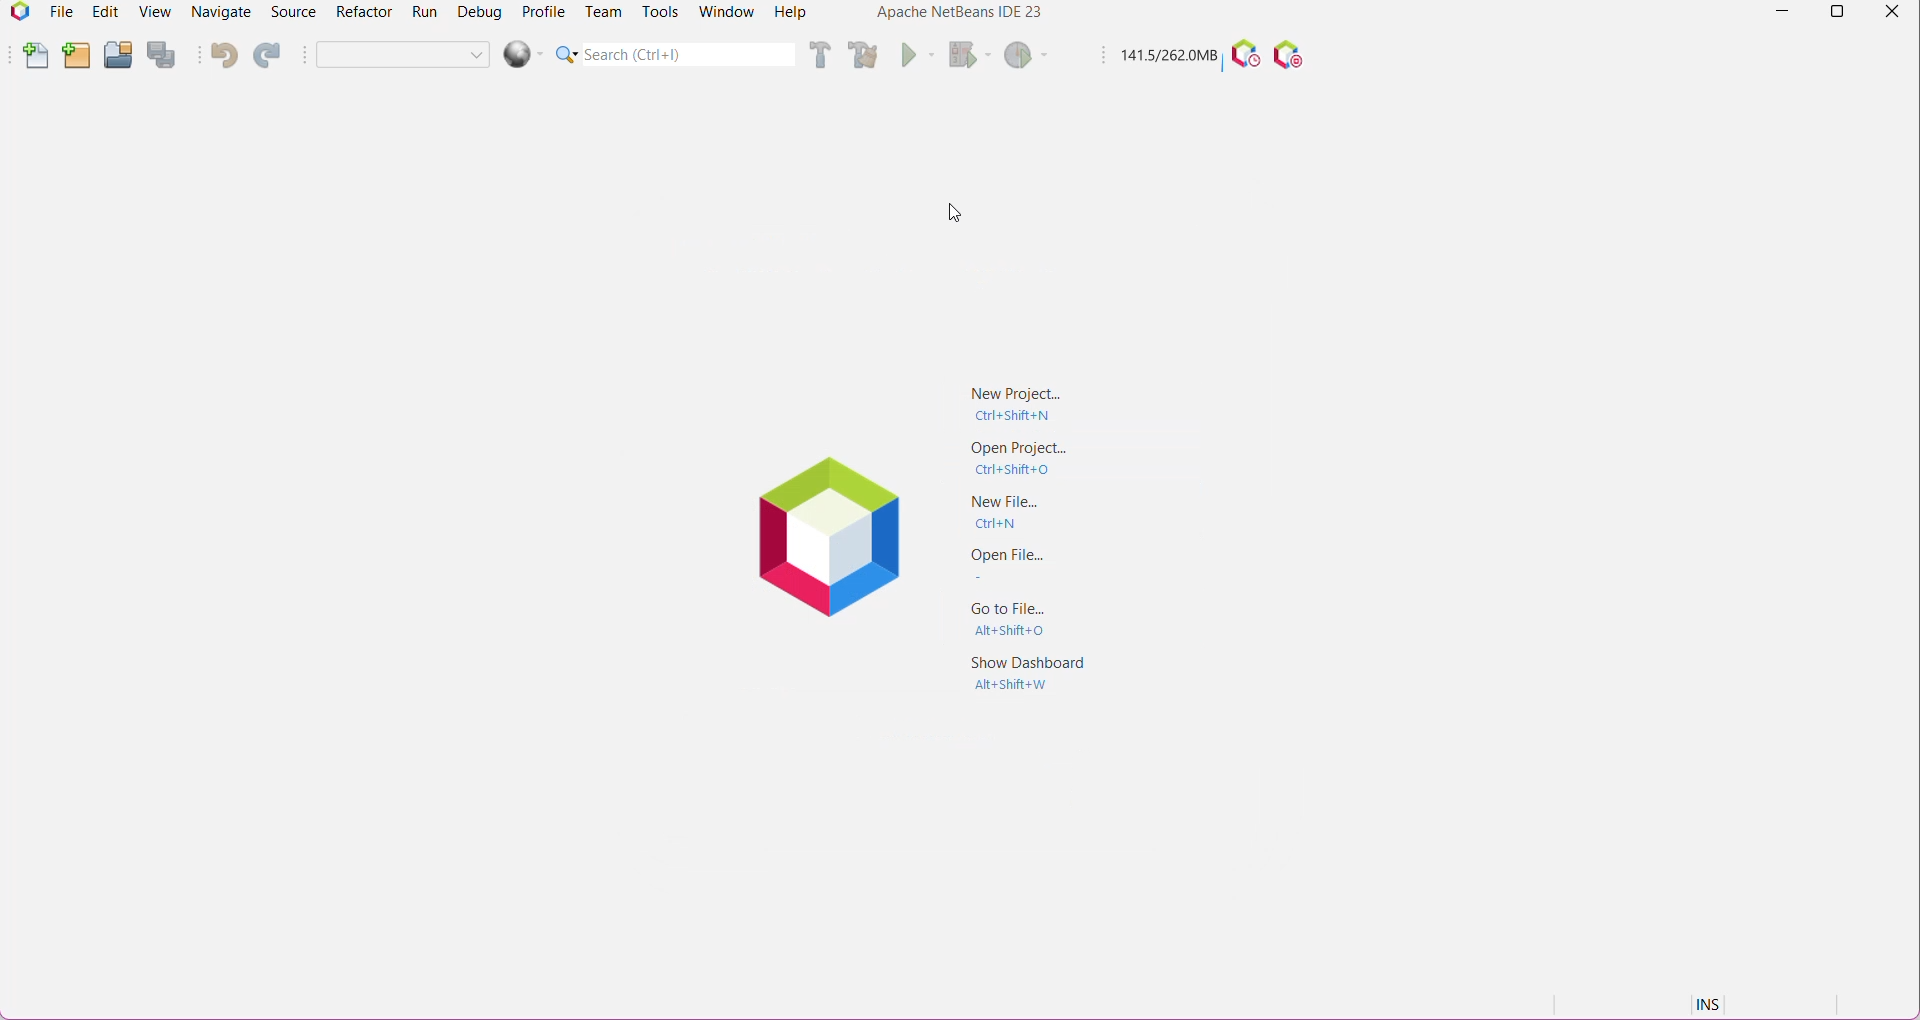 File Edit View Navigate Source Refactor Run Debug Profile Team Tools Window Help Apache NetBeans IDE 23
Search (Ctrl+I) 141.5/262.0MB
New Project...
Ctrl+Shift+N
Open Project...
Ctrl+Shift+O
New File...
Ctrl+N
Open File...
-
Go to File...
Alt+Shift+O
Show Dashboard
Alt+Shift+W
INS